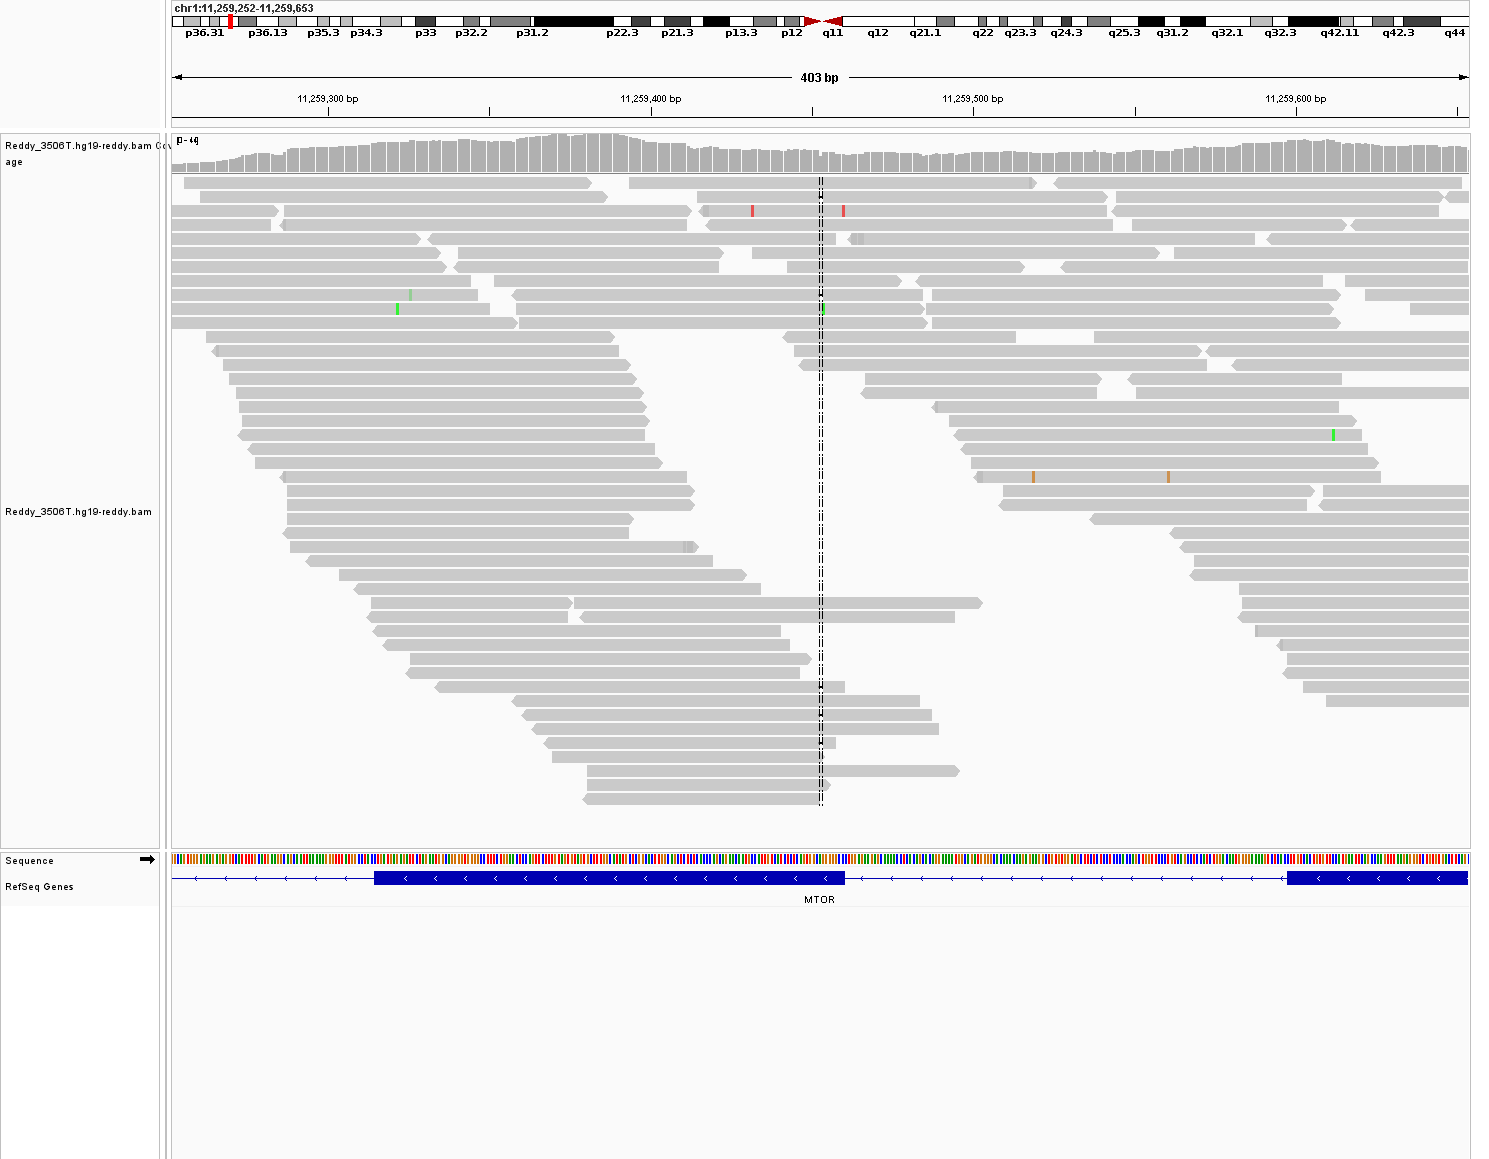 chr1:11,259,252-11,259,653
p36.31 p36.13 p35.3 p34.3 p33 p32.2 p31.2 p22.3 p21.3 p13.3 p12 q11 q12 q21.1 q22 q23.3 q24.3 q25.3 q31.2 q32.1 q32.3 q42.11 q42.3 q44
403 bp
11,259,300 bp 11,259,400 bp 11,259,500 bp 11,259,600 bp
Reddy_3506T.hg19-reddy.bam Cov
age
[0 - 44]
Reddy_3506T.hg19-reddy.bam
Sequence
RefSeq Genes
MTOR